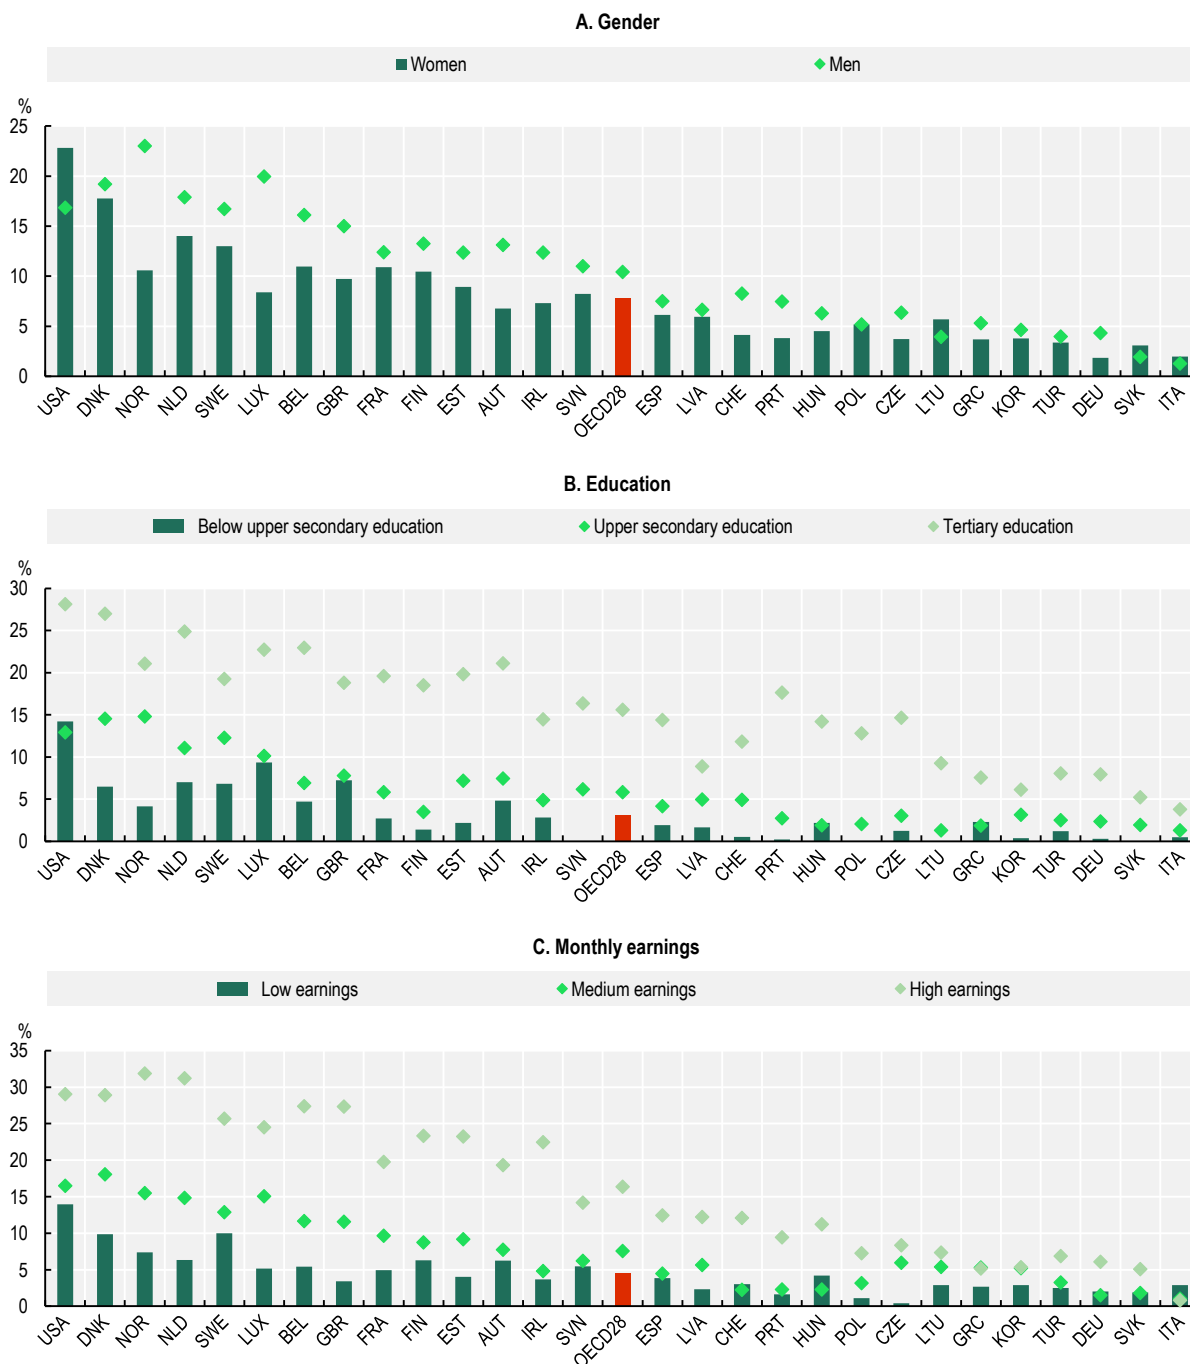 A. Gender
Women Men
%
25
20
15
10
5
0
USA DNK NOR NLD SWE LUX BEL GBR FRA FIN EST AUT IRL SVN OECD28 ESP LVA CHE PRT HUN POL CZE LTU GRC KOR TUR DEU SVK ITA
B. Education
Below upper secondary education Upper secondary education Tertiary education
%
30
25
20
15
10
5
0
USA DNK NOR NLD SWE LUX BEL GBR FRA FIN EST AUT IRL SVN OECD28 ESP LVA CHE PRT HUN POL CZE LTU GRC KOR TUR DEU SVK ITA
C. Monthly earnings
Low earnings Medium earnings High earnings
%
35
30
25
20
15
10
5
0
USA DNK NOR NLD SWE LUX BEL GBR FRA FIN EST AUT IRL SVN OECD28 ESP LVA CHE PRT HUN POL CZE LTU GRC KOR TUR DEU SVK ITA